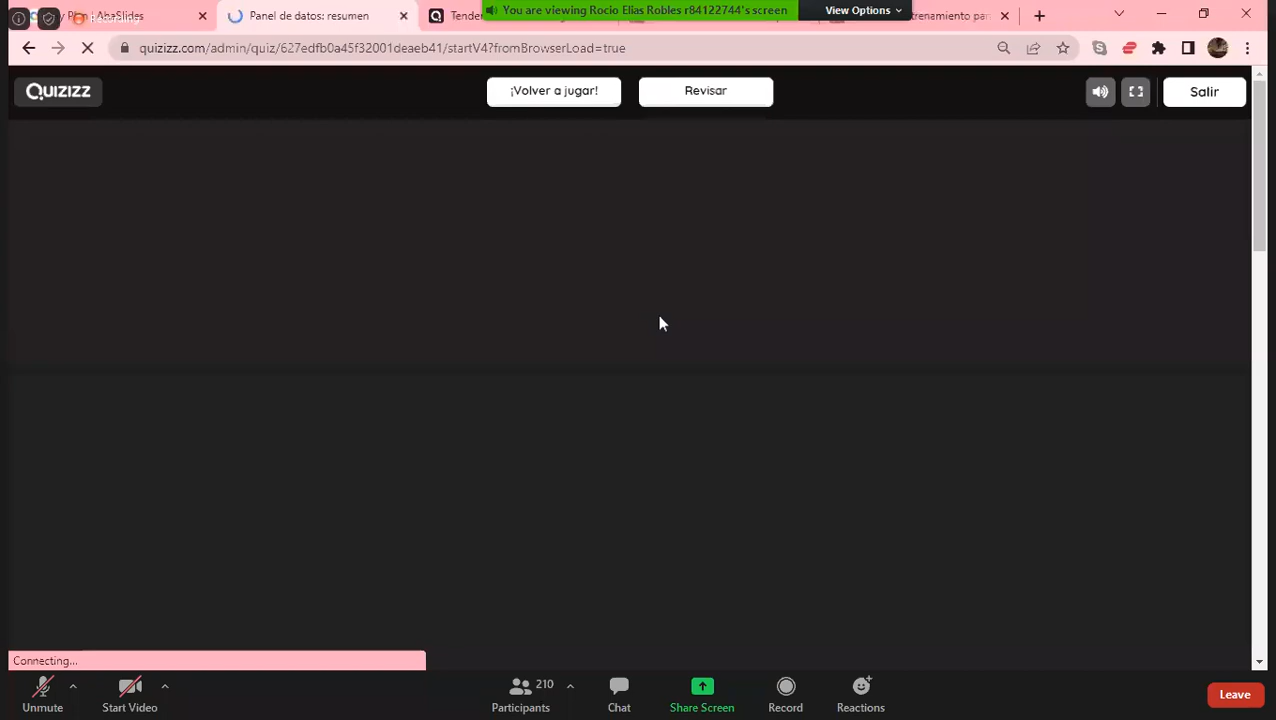 y Plan | AhaSlides
Panel de datos: resumen
Tender
You are viewing Rocio Elias Robles r84122744's screen
View Options
trenamiento pa
quizizz.com/admin/quiz/627edfb0a45f32001deaeb41/startV4?fromBrowserLoad=true
QUIZIZZ
¡Volver a jugar!
Revisar
Salir
Connecting...
210
Unmute
Start Video
Participants
Chat
Share Screen
Record
Reactions
Leave